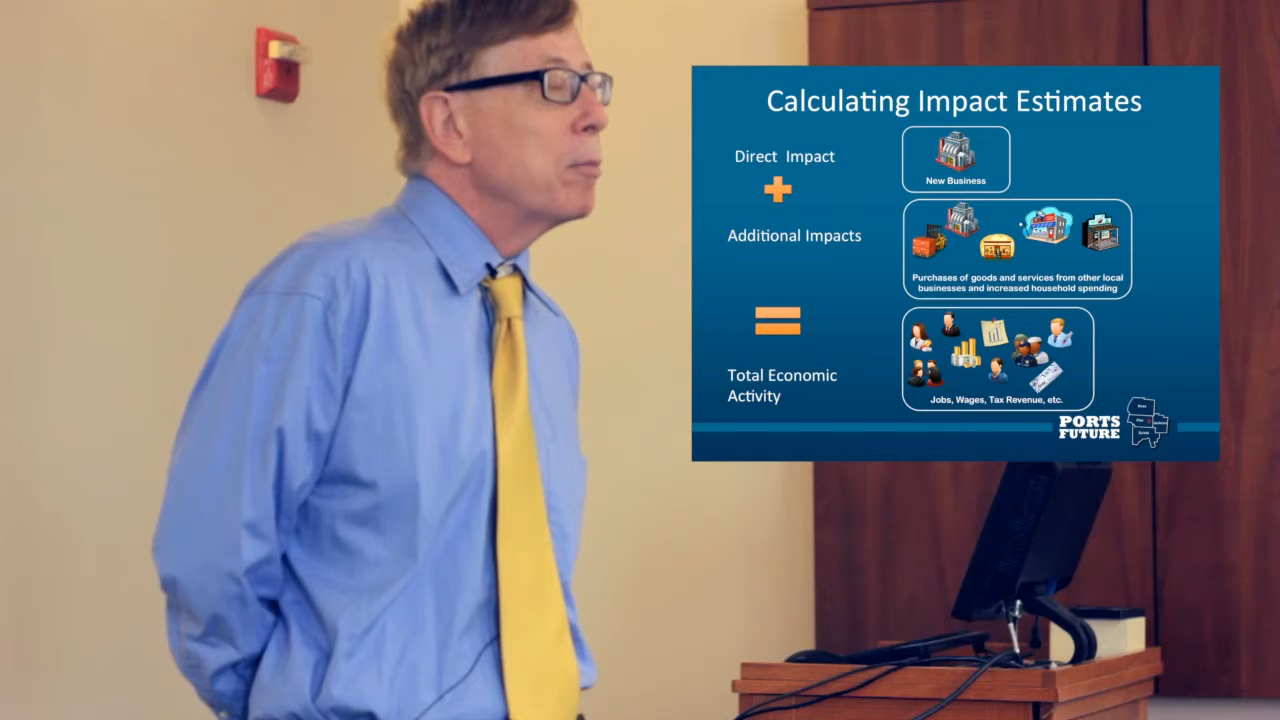 Calculating Impact Estimates
Direct Impact
New Business
Additional Impacts
Purchases of goods and services from other local
businesses and increased household spending
Total Economic
Activity
Jobs, Wages, Tax Revenue, etc.
PORTS
FUTURE